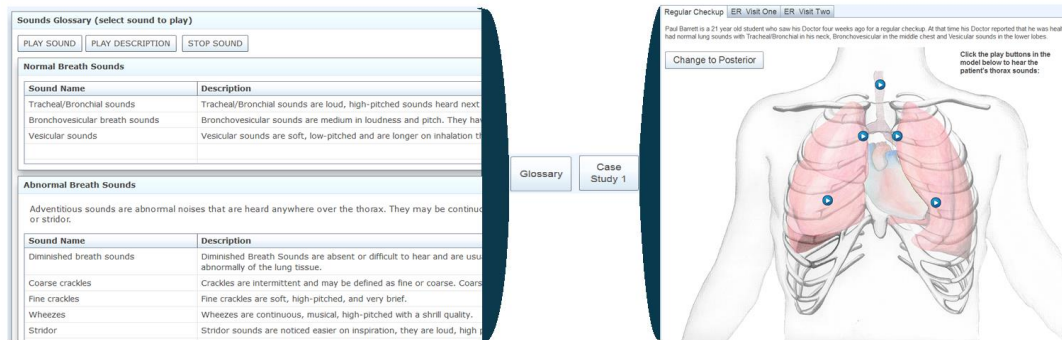 Sounds Glossary (select sound to play)
PLAY SOUND PLAY DESCRIPTION STOP SOUND
Normal Breath Sounds
Sound Name Description
Tracheal/Bronchial sounds Tracheal/Bronchial sounds are loud, high-pitched sounds heard next
Bronchovesicular breath sounds Bronchovesicular sounds are medium in loudness and pitch. They hav
Vesicular sounds Vesicular sounds are soft, low-pitched and are longer on inhalation th
Abnormal Breath Sounds
Adventitious sounds are abnormal noises that are heard anywhere over the thorax. They may be continuo
or stridor.
Sound Name Description
Diminished breath sounds Diminished Breath Sounds are absent or difficult to hear and are usu
abnormally of the lung tissue.
Coarse crackles Crackles are intermittent and may be defined as fine or coarse. Coars
Fine crackles Fine crackles are soft, high-pitched, and very brief.
Wheezes Wheezes are continuous, musical, high-pitched with a shrill quality.
Stridor Stridor sounds are noticed easier on inspiration, they are loud, high p
Glossary
Case
Study 1
Regular Checkup ER Visit One ER Visit Two
Paul Barrett is a 21 year old student who saw his Doctor four weeks ago for a regular checkup. At that time his Doctor reported that he was heal
had normal lung sounds with Tracheal/Bronchial in his neck, Bronchovesicular in the middle chest and Vesicular sounds in the lower lobes.
Change to Posterior
Click the play buttons in the
model below to hear the
patient's thorax sounds: